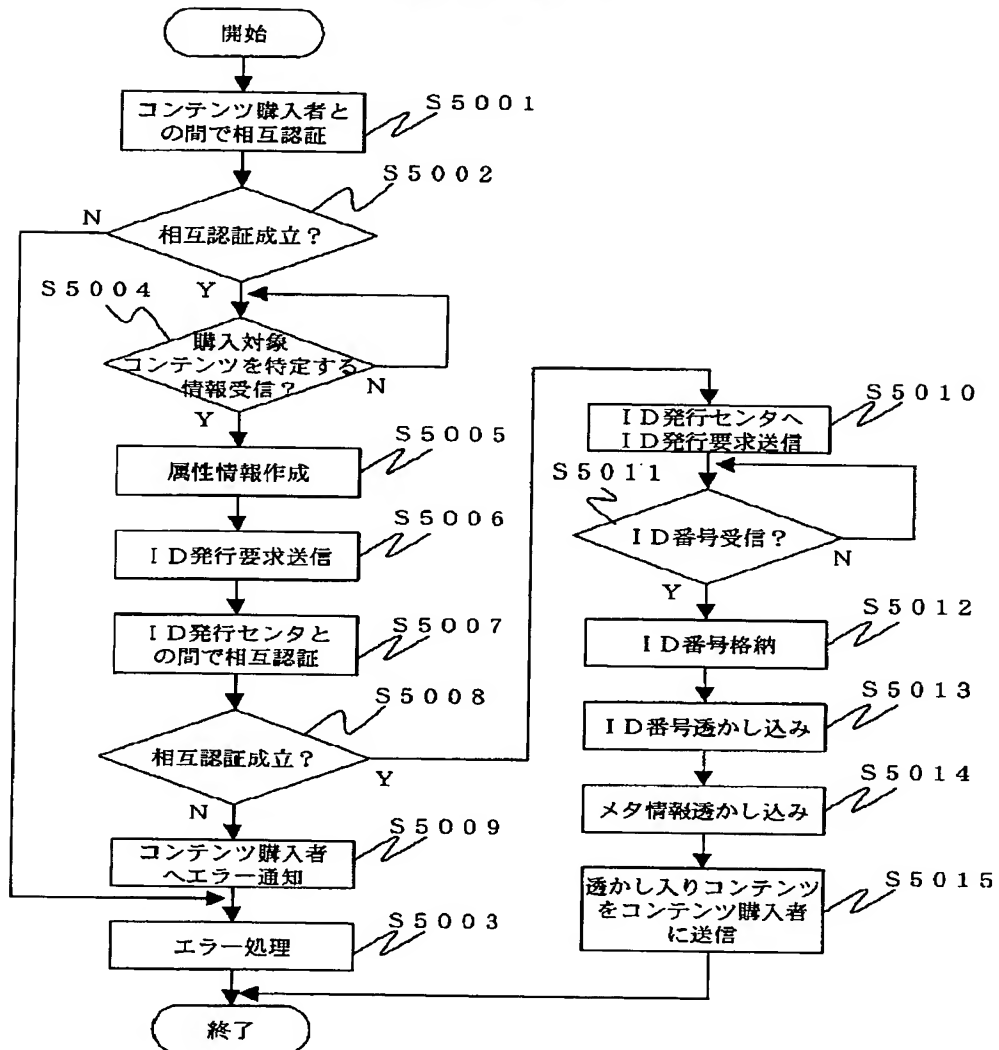 開始
コンテンツ購入者と
の間で相互認証
S5001
S5002
N
相互認証成立?
Y
S5004
購入対象
コンテンツを特定する
情報受信?
N
Y
S5005
属性情報作成
S5006
ID発行要求送信
S5007
ID発行センタと
の間で相互認証
S5008
相互認証成立?
Y
N
S5009
コンテンツ購入者
へエラー通知
S5003
エラー処理
終了
S5010
ID発行センタへ
ID発行要求送信
S5011
ID番号受信?
N
Y
S5012
ID番号格納
S5013
ID番号透かし込み
S5014
メタ情報透かし込み
S5015
透かし入りコンテンツ
をコンテンツ購入者
に送信